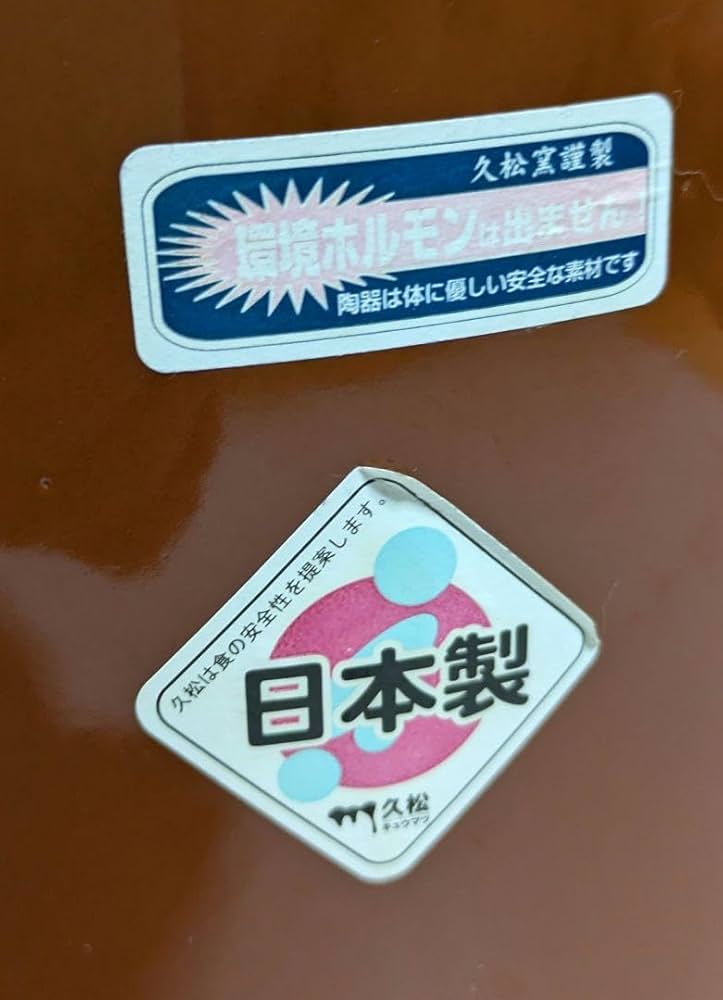 久松窯謹製
環境ホルモンは出ません!
陶器は体に優しい安全な素材です
久松は食の安全性を提案します。
日本製
久松
キュウマツ